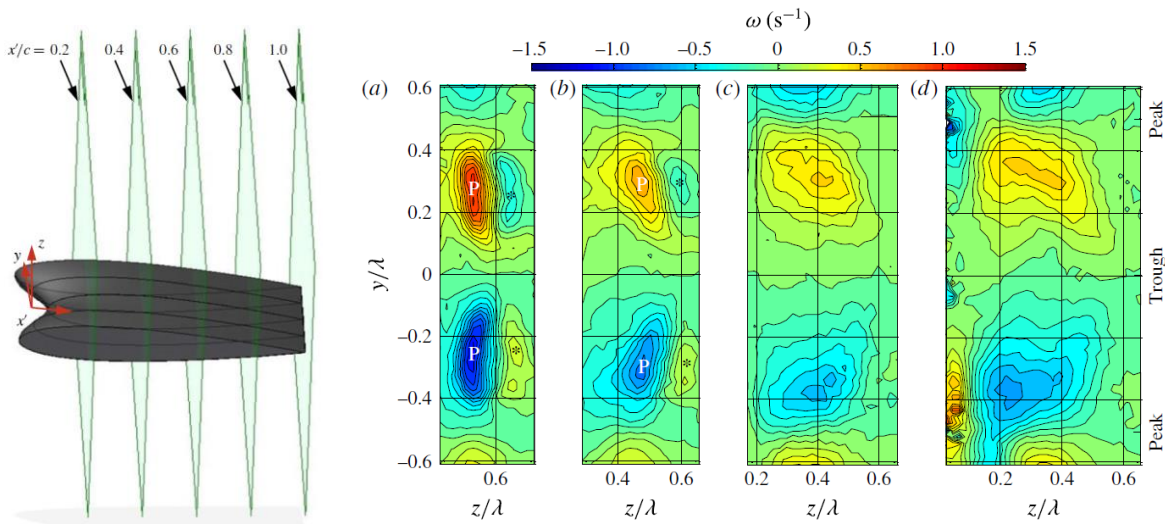 x′/c = 0.2 0.4 0.6 0.8 1.0
y z
x′
ω (s⁻¹)
−1.5 −1.0 −0.5 0 0.5 1.0 1.5
(a) (b) (c) (d)
0.6
0.4
0.2
0
−0.2
−0.4
−0.6
y/λ
P P
* *
P P
* *
Peak
Trough
Peak
0.6 0.4 0.6 0.2 0.4 0.6 0.2 0.4 0.6
z/λ z/λ z/λ z/λ